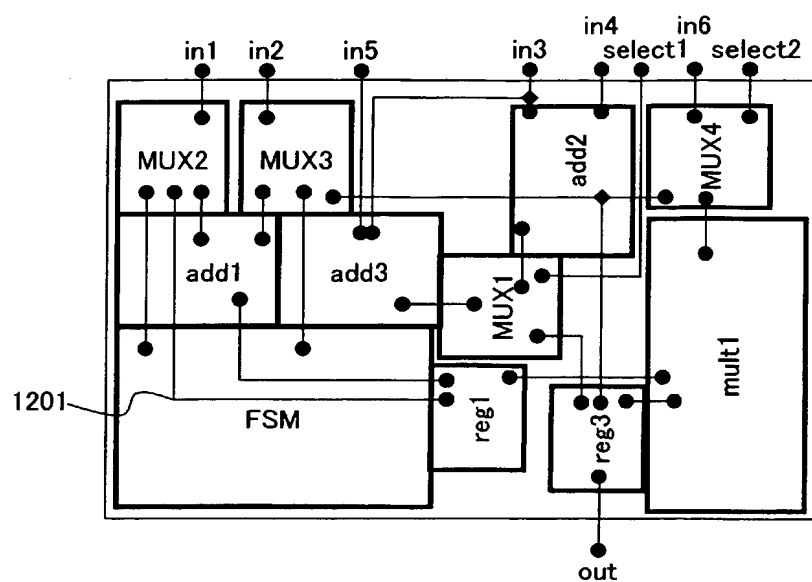 in1 in2 in5 in3 in4 in6
select1 select2
MUX2 MUX3 add2 MUX4
add1 add3 MUX1
mult1
1201 FSM reg1 reg3
out